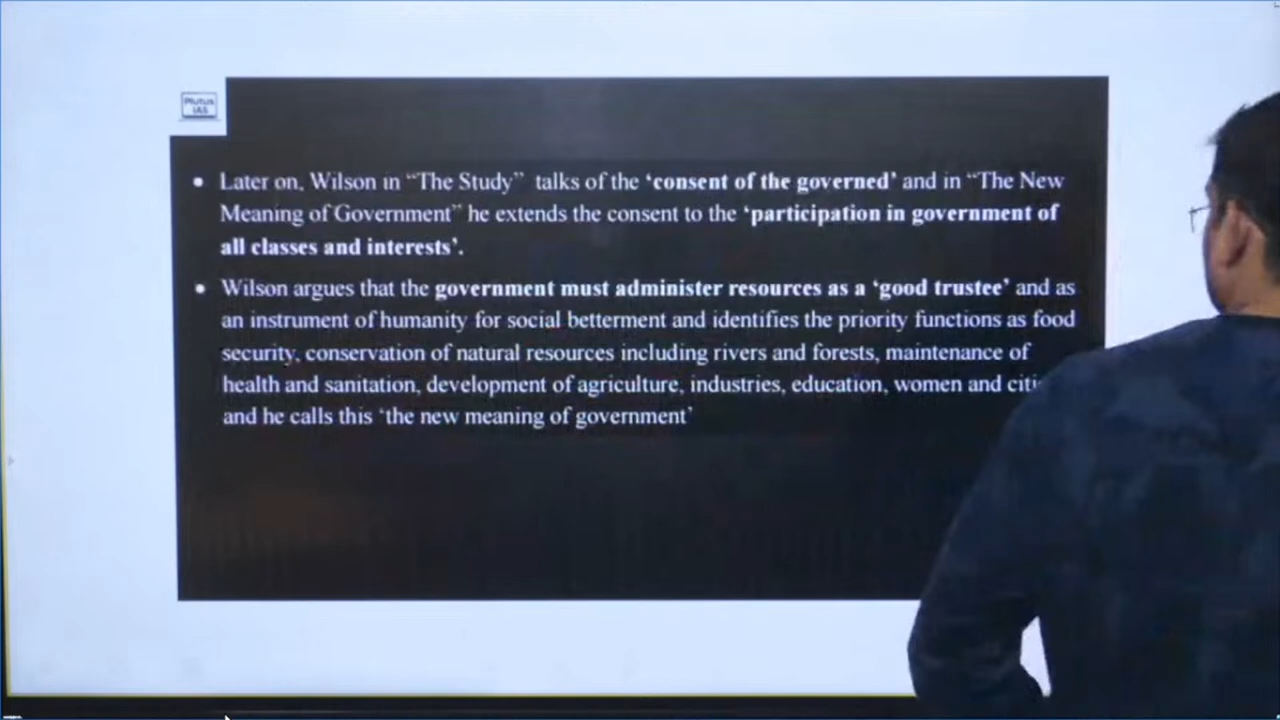 Plutus
IAS
• Later on, Wilson in “The Study” talks of the ‘consent of the governed’ and in “The New
Meaning of Government” he extends the consent to the ‘participation in government of
all classes and interests’.
• Wilson argues that the government must administer resources as a ‘good trustee’ and as
an instrument of humanity for social betterment and identifies the priority functions as food
security, conservation of natural resources including rivers and forests, maintenance of
health and sanitation, development of agriculture, industries, education, women and
and he calls this ‘the new meaning of government’